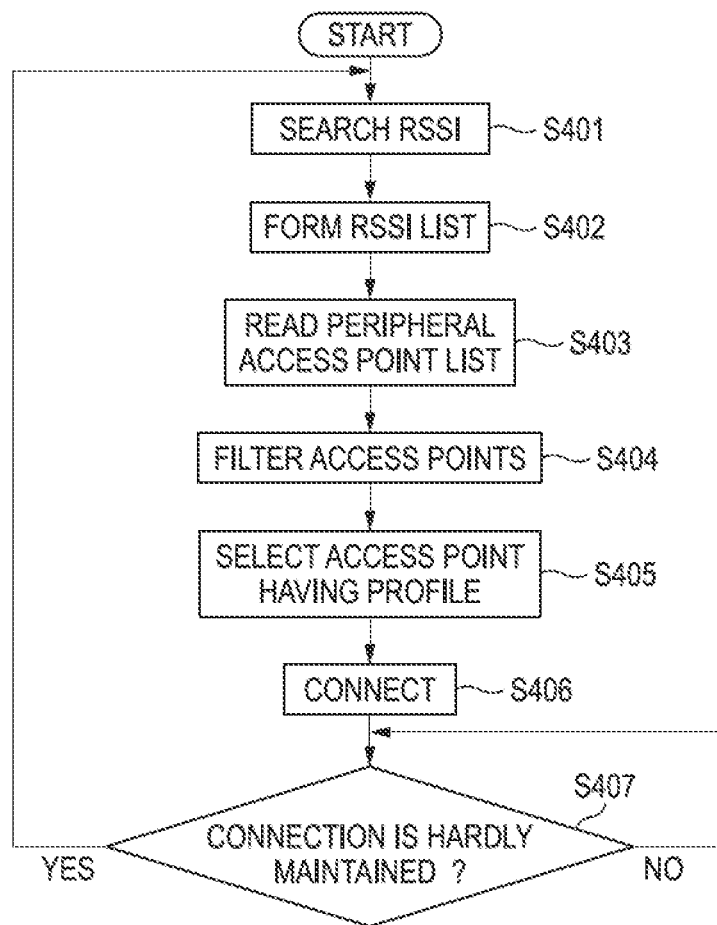 START
SEARCH RSSI
S401
FORM RSSI LIST
S402
READ PERIPHERAL
ACCESS POINT LIST
S403
FILTER ACCESS POINTS
S404
SELECT ACCESS POINT
HAVING PROFILE
S405
CONNECT
S406
S407
CONNECTION IS HARDLY
MAINTAINED ?
YES
NO